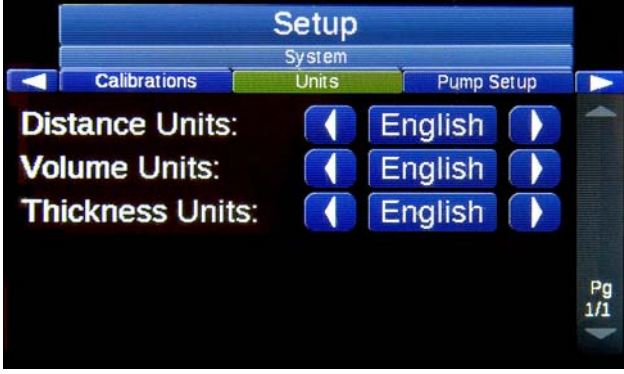 Setup
System
Calibrations Units Pump Setup
Distance Units: English
Volume Units: English
Thickness Units: English
Pg
1/1